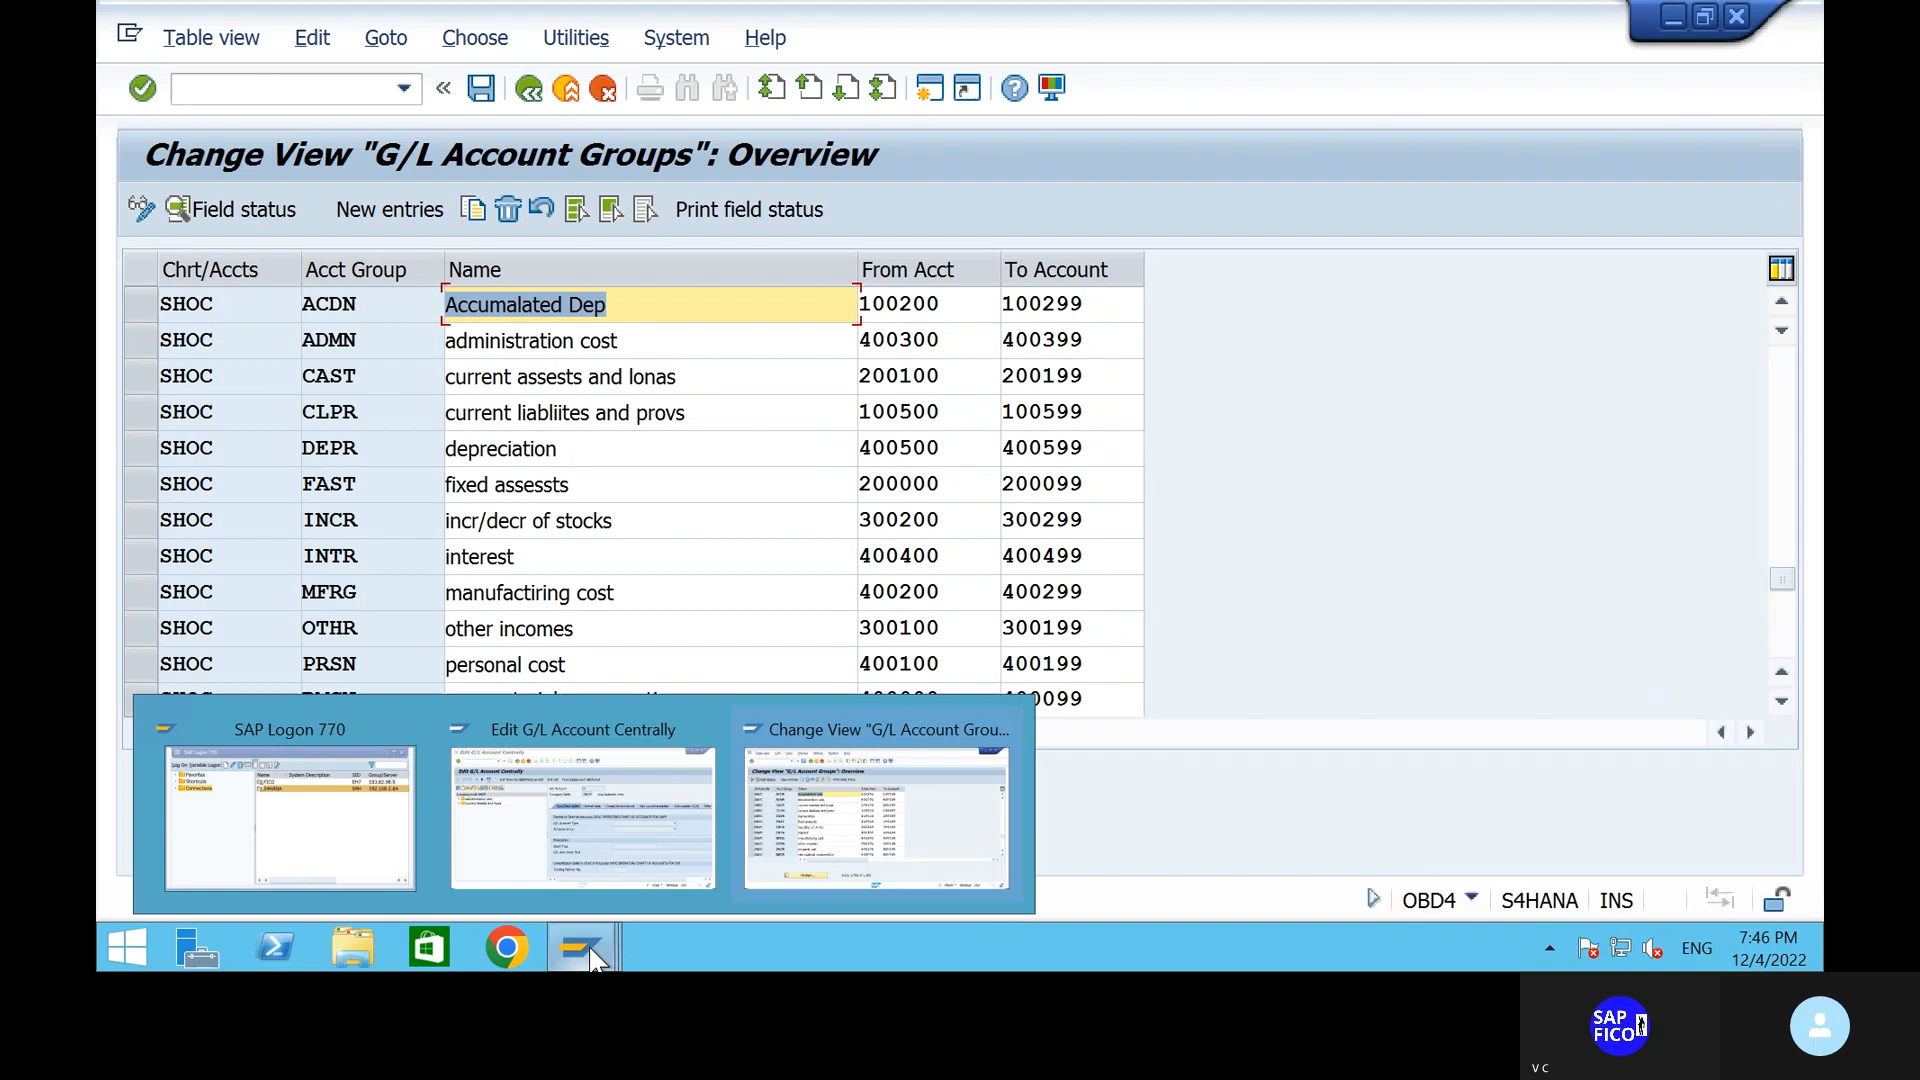 Table view Edit Goto Choose Utilities System Help
Change View "G/L Account Groups": Overview
Field status New entries Print field status
Chrt/Accts Acct Group Name From Acct To Account
SHOC ACDN Accumalated Dep 100200 100299
SHOC ADMN administration cost 400300 400399
SHOC CAST current assests and lonas 200100 200199
SHOC CLPR current liabliites and provs 100500 100599
SHOC DEPR depreciation 400500 400599
SHOC FAST fixed assessts 200000 200099
SHOC INCR incr/decr of stocks 300200 300299
SHOC INTR interest 400400 400499
SHOC MFRG manufactiring cost 400200 400299
SHOC OTHR other incomes 300100 300199
SHOC PRSN personal cost 400100 400199
SAP Logon 770 Edit G/L Account Centrally Change View "G/L Account Grou...
OBD4 S4HANA INS
ENG
7:46 PM
12/4/2022
SAP
FICO
V C